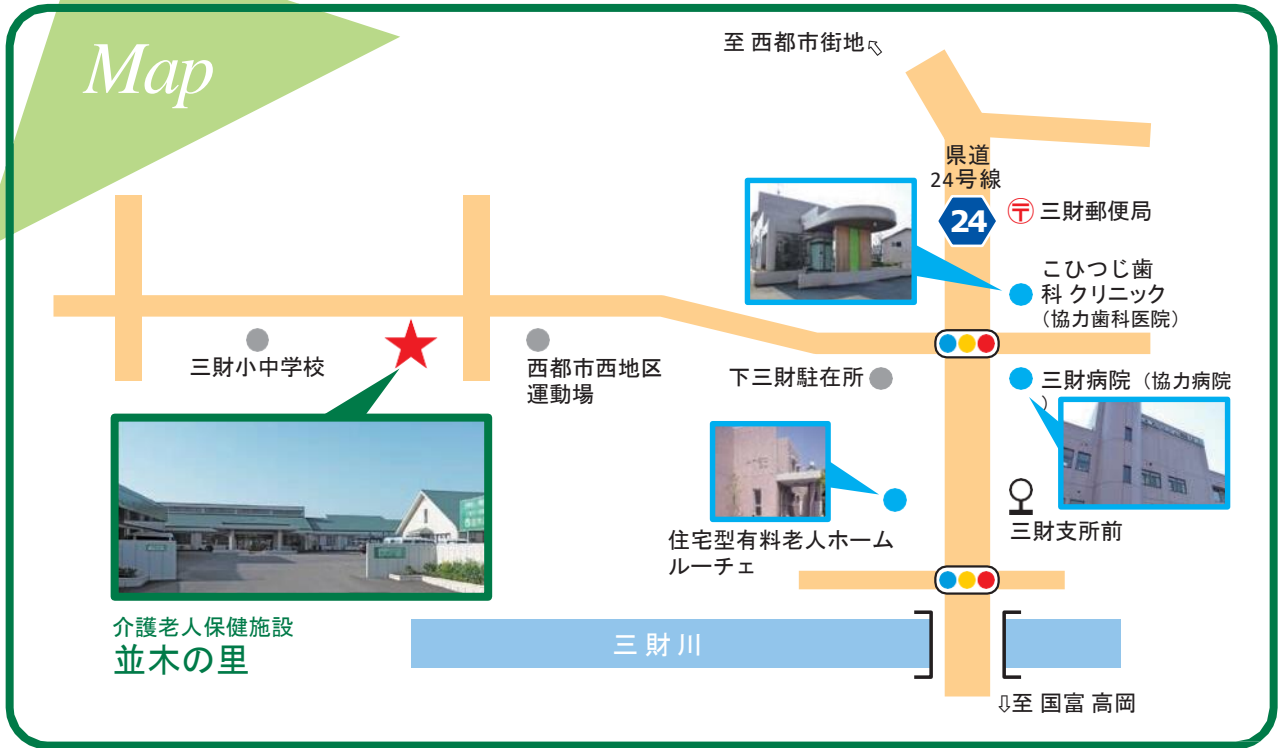 Map
至 西都市街地⇖
県道
24号線
24
〒 三財郵便局
こひつじ歯
科 クリニック
（協力歯科医院）
三財小中学校
西都市西地区
運動場
下三財駐在所
三財病院（協力病院
）
三財支所前
住宅型有料老人ホーム
ルーチェ
介護老人保健施設
並木の里
三財川
⇩至 国富 高岡